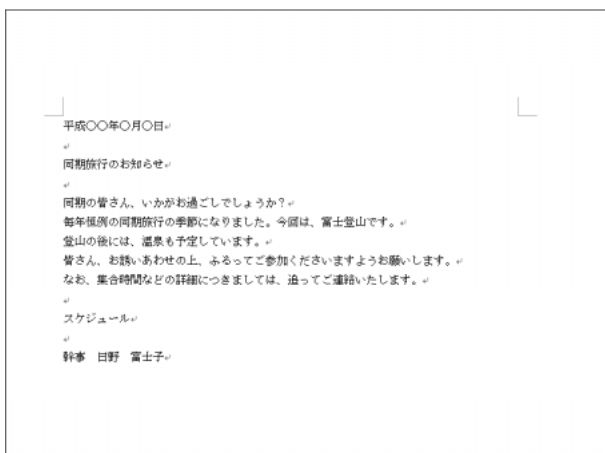 平成〇〇年〇月〇日
同期旅行のお知らせ
同期の皆さん、いかがお過ごしでしょうか?
毎年恒例の同期旅行の季節になりました。今回は、富士登山です。
登山の後には、温泉も予定しています。
皆さん、お誘いあわせの上、ふるってご参加くださいますようお願いします。
なお、集合時間などの詳細につきましては、追ってご連絡いたします。
スケジュール
幹事 日野 富士子